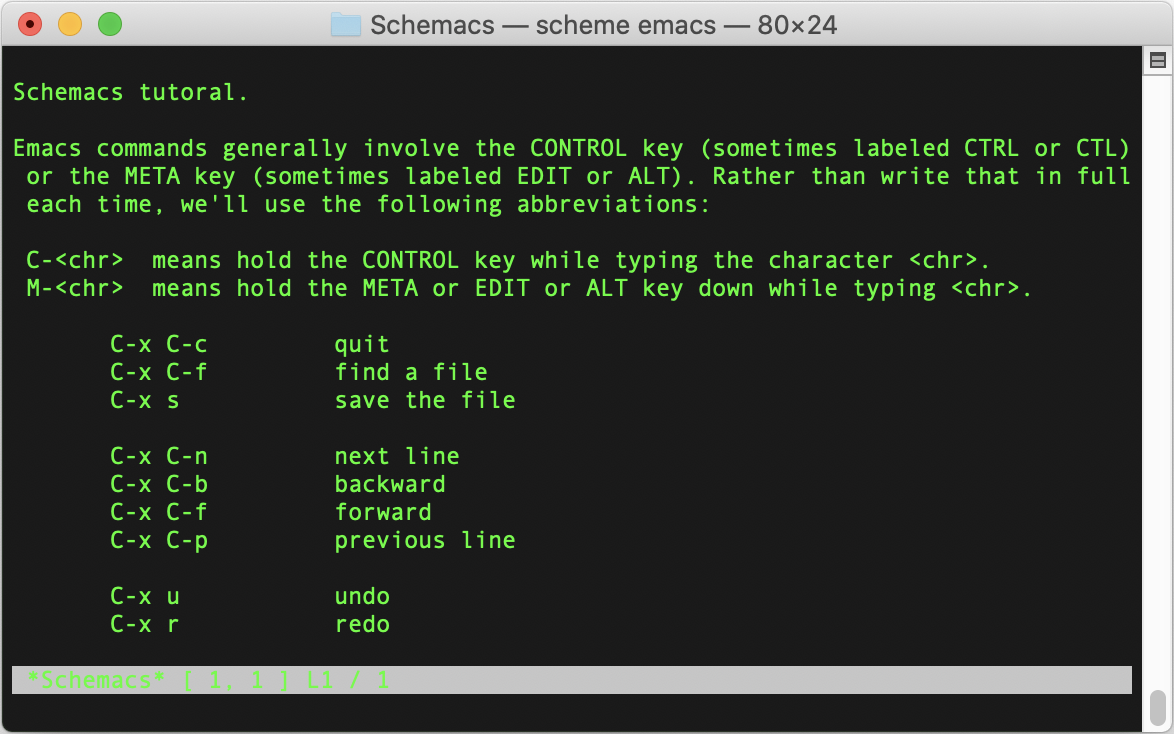 Schemacs — scheme emacs — 80×24
Schemacs tutoral.
Emacs commands generally involve the CONTROL key (sometimes labeled CTRL or CTL)
or the META key (sometimes labeled EDIT or ALT). Rather than write that in full
each time, we'll use the following abbreviations:
C-<chr>  means hold the CONTROL key while typing the character <chr>.
M-<chr>  means hold the META or EDIT or ALT key down while typing <chr>.
C-x C-c         quit
C-x C-f         find a file
C-x s           save the file
C-x C-n         next line
C-x C-b         backward
C-x C-f         forward
C-x C-p         previous line
C-x u           undo
C-x r           redo
*Schemacs* [ 1, 1 ] L1 / 1